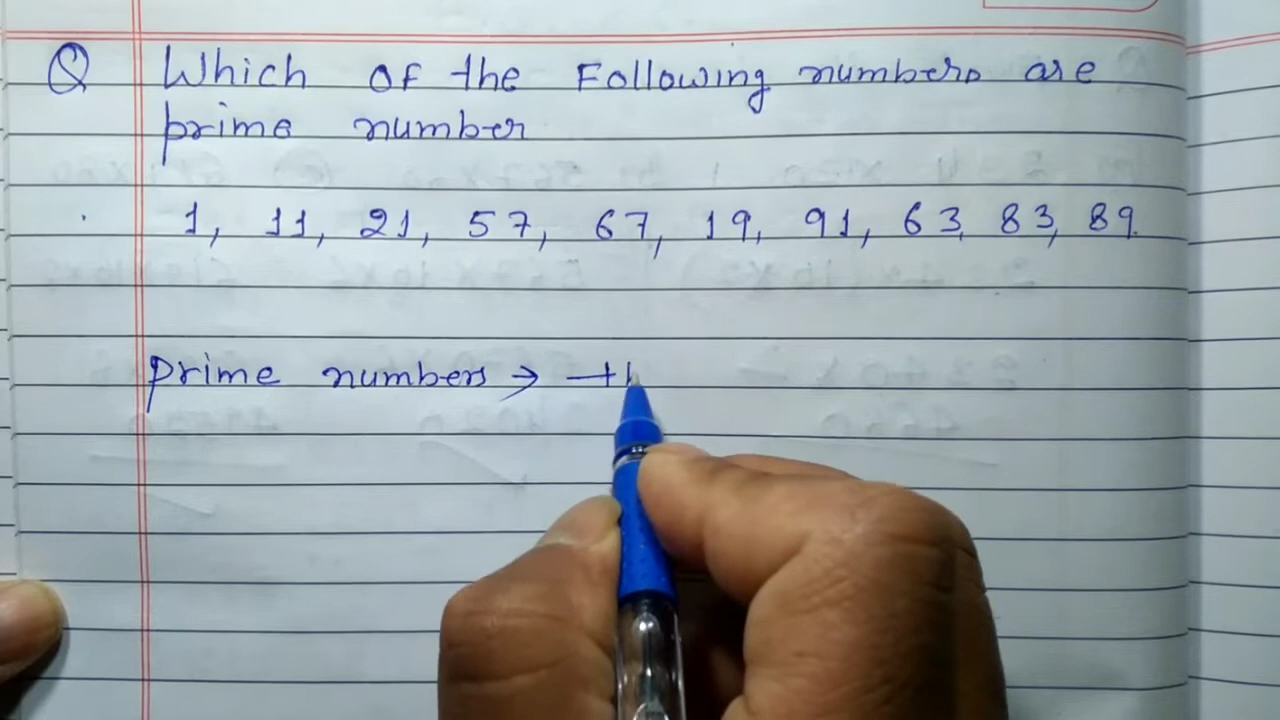 Q Which of the Following numbers are
prime number
1, 11, 21, 57, 67, 19, 91, 63, 83, 89.
prime numbers →